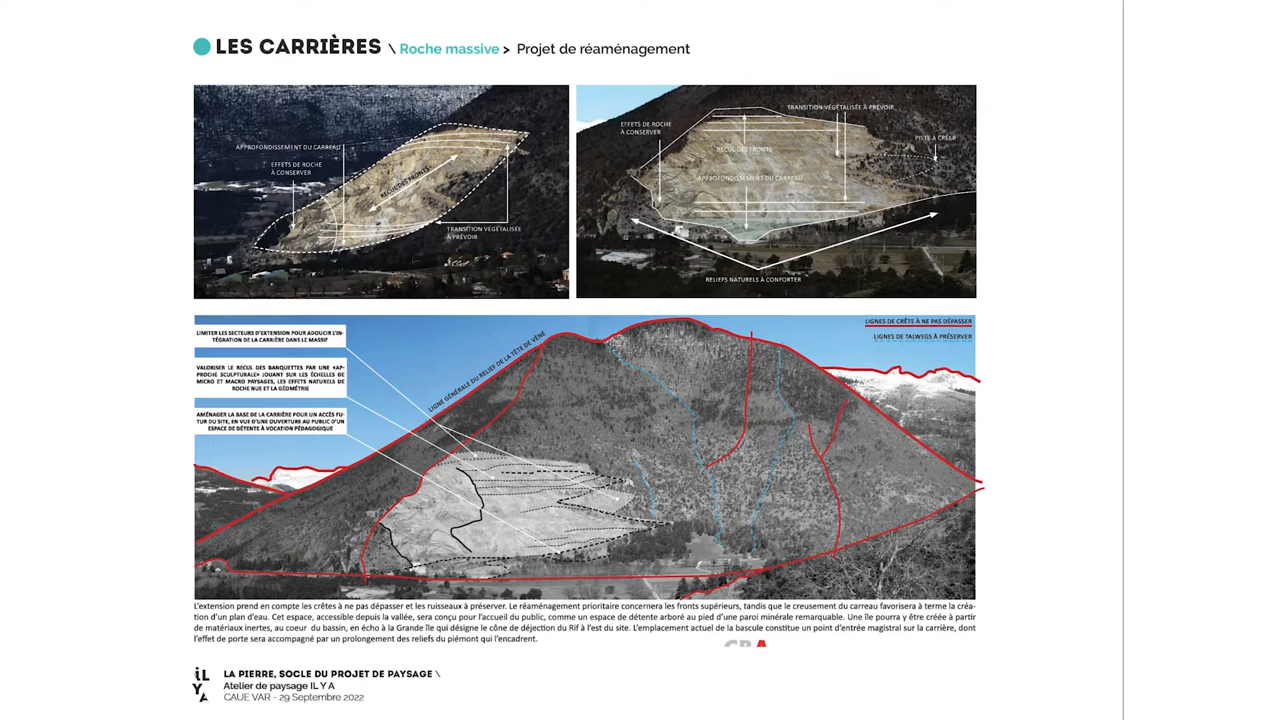 LES CARRIÈRES \ Roche massive > Projet de réaménagement
APPROFONDISSEMENT DU CARREAU
EFFETS DE ROCHE
À CONSERVER
RECUL DES FRONTS
TRANSITION VÉGÉTALISÉE
À PRÉVOIR
TRANSITION VÉGÉTALISÉE À PRÉVOIR
EFFETS DE ROCHE
À CONSERVER
PISTE À CRÉER
RECUL DES FRONTS
APPROFONDISSEMENT DU CARREAU
RELIEFS NATURELS À CONFORTER
LIMITER LES SECTEURS D'EXTENSION POUR ADOUCIR L'IN-
TÉGRATION DE LA CARRIÈRE DANS LE MASSIF
VALORISER LE RECUL DES BANQUETTES PAR UNE «AP-
PROCHE SCULPTURALE» JOUANT SUR LES ÉCHELLES DE
MICRO ET MACRO PAYSAGES, LES EFFETS NATURELS DE
ROCHE NUE ET LA GÉOMÉTRIE
AMÉNAGER LA BASE DE LA CARRIÈRE POUR UN ACCÈS FU-
TUR DU SITE, EN VUE D'UNE OUVERTURE AU PUBLIC D'UN
ESPACE DE DÉTENTE À VOCATION PÉDAGOGIQUE
LIGNE GÉNÉRALE DU RELIEF DE LA TÊTE DE VÊNE
LIGNES DE CRÊTE À NE PAS DÉPASSER
LIGNES DE TALWEGS À PRÉSERVER
L'extension prend en compte les crêtes à ne pas dépasser et les ruisseaux à préserver. Le réaménagement prioritaire concernera les fronts supérieurs, tandis que le creusement du carreau favorisera à terme la créa-
tion d'un plan d'eau. Cet espace, accessible depuis la vallée, sera conçu pour l'accueil du public, comme un espace de détente arboré au pied d'une paroi minérale remarquable. Une île pourra y être créée à partir
de matériaux inertes, au coeur du bassin, en écho à la Grande île qui désigne le cône de déjection du Rif à l'est du site. L'emplacement actuel de la bascule constitue un point d'entrée magistral sur la carrière, dont
l'effet de porte sera accompagné par un prolongement des reliefs du piémont qui l'encadrent.
IL
YA
LA PIERRE, SOCLE DU PROJET DE PAYSAGE \
Atelier de paysage IL Y A
CAUE VAR - 29 Septembre 2022